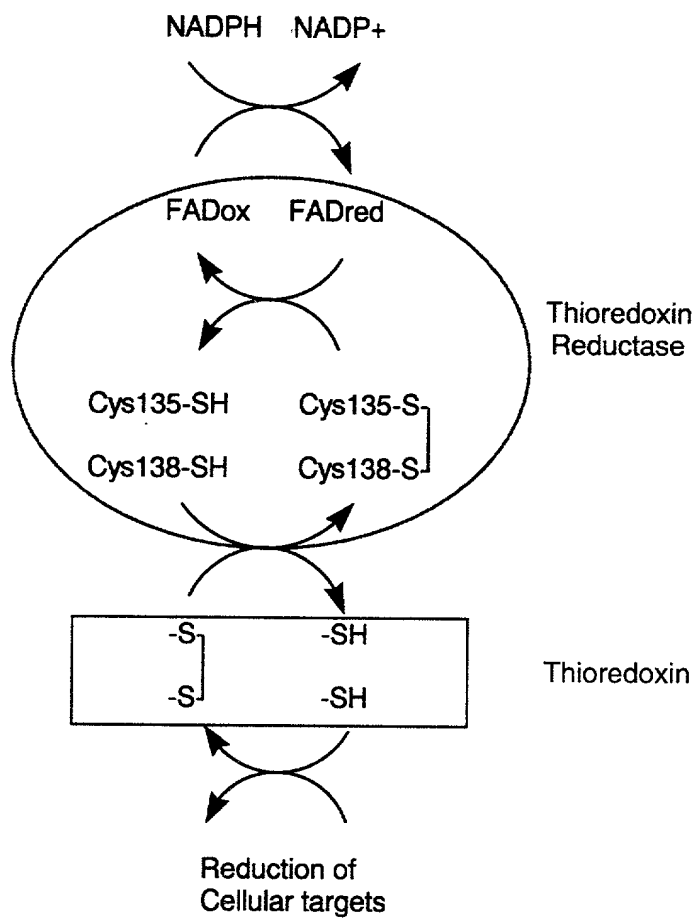 NADPH NADP+
FADox FADred
Thioredoxin
Reductase
Cys135-SH Cys135-S
Cys138-SH Cys138-S
-S -SH
Thioredoxin
-S -SH
Reduction of
Cellular targets